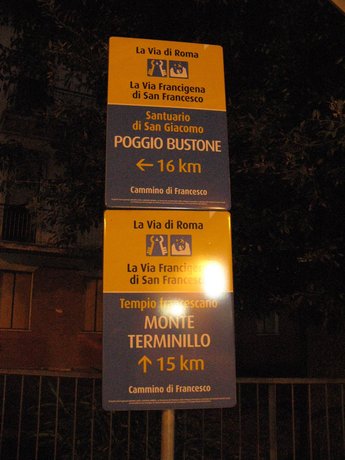 La Via di Roma
La Via Francigena
di San Francesco
Santuario
di San Giacomo
POGGIO BUSTONE
← 16 km
Cammino di Francesco
La Via di Roma
La Via Francigena
di San Francesco
Tempio francescano
MONTE
TERMINILLO
↑ 15 km
Cammino di Francesco